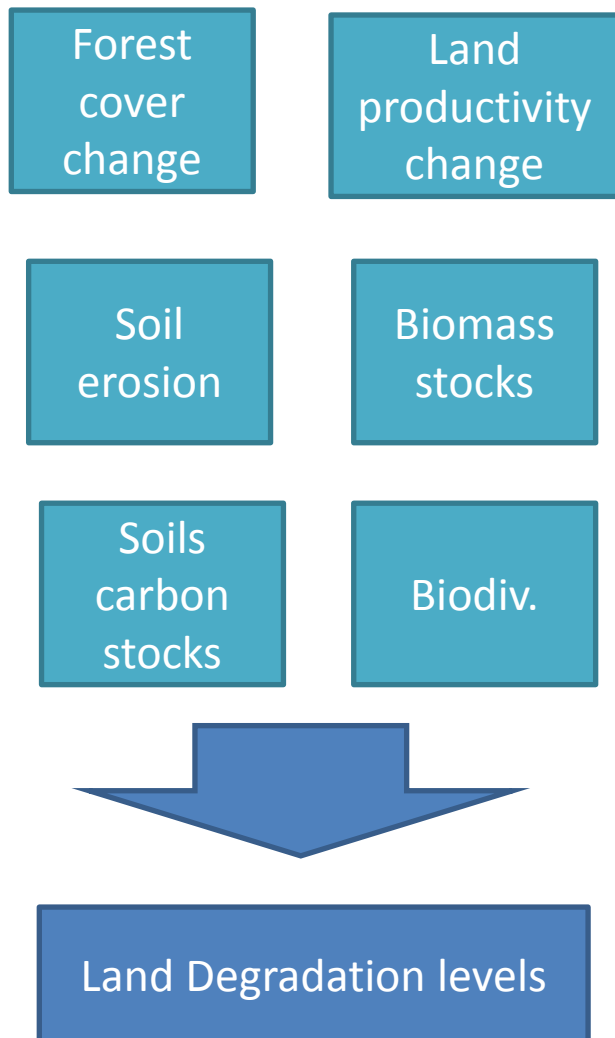 Forest
cover
change
Land
productivity
change
Soil
erosion
Biomass
stocks
Soils
carbon
stocks
Biodiv.
Land Degradation levels